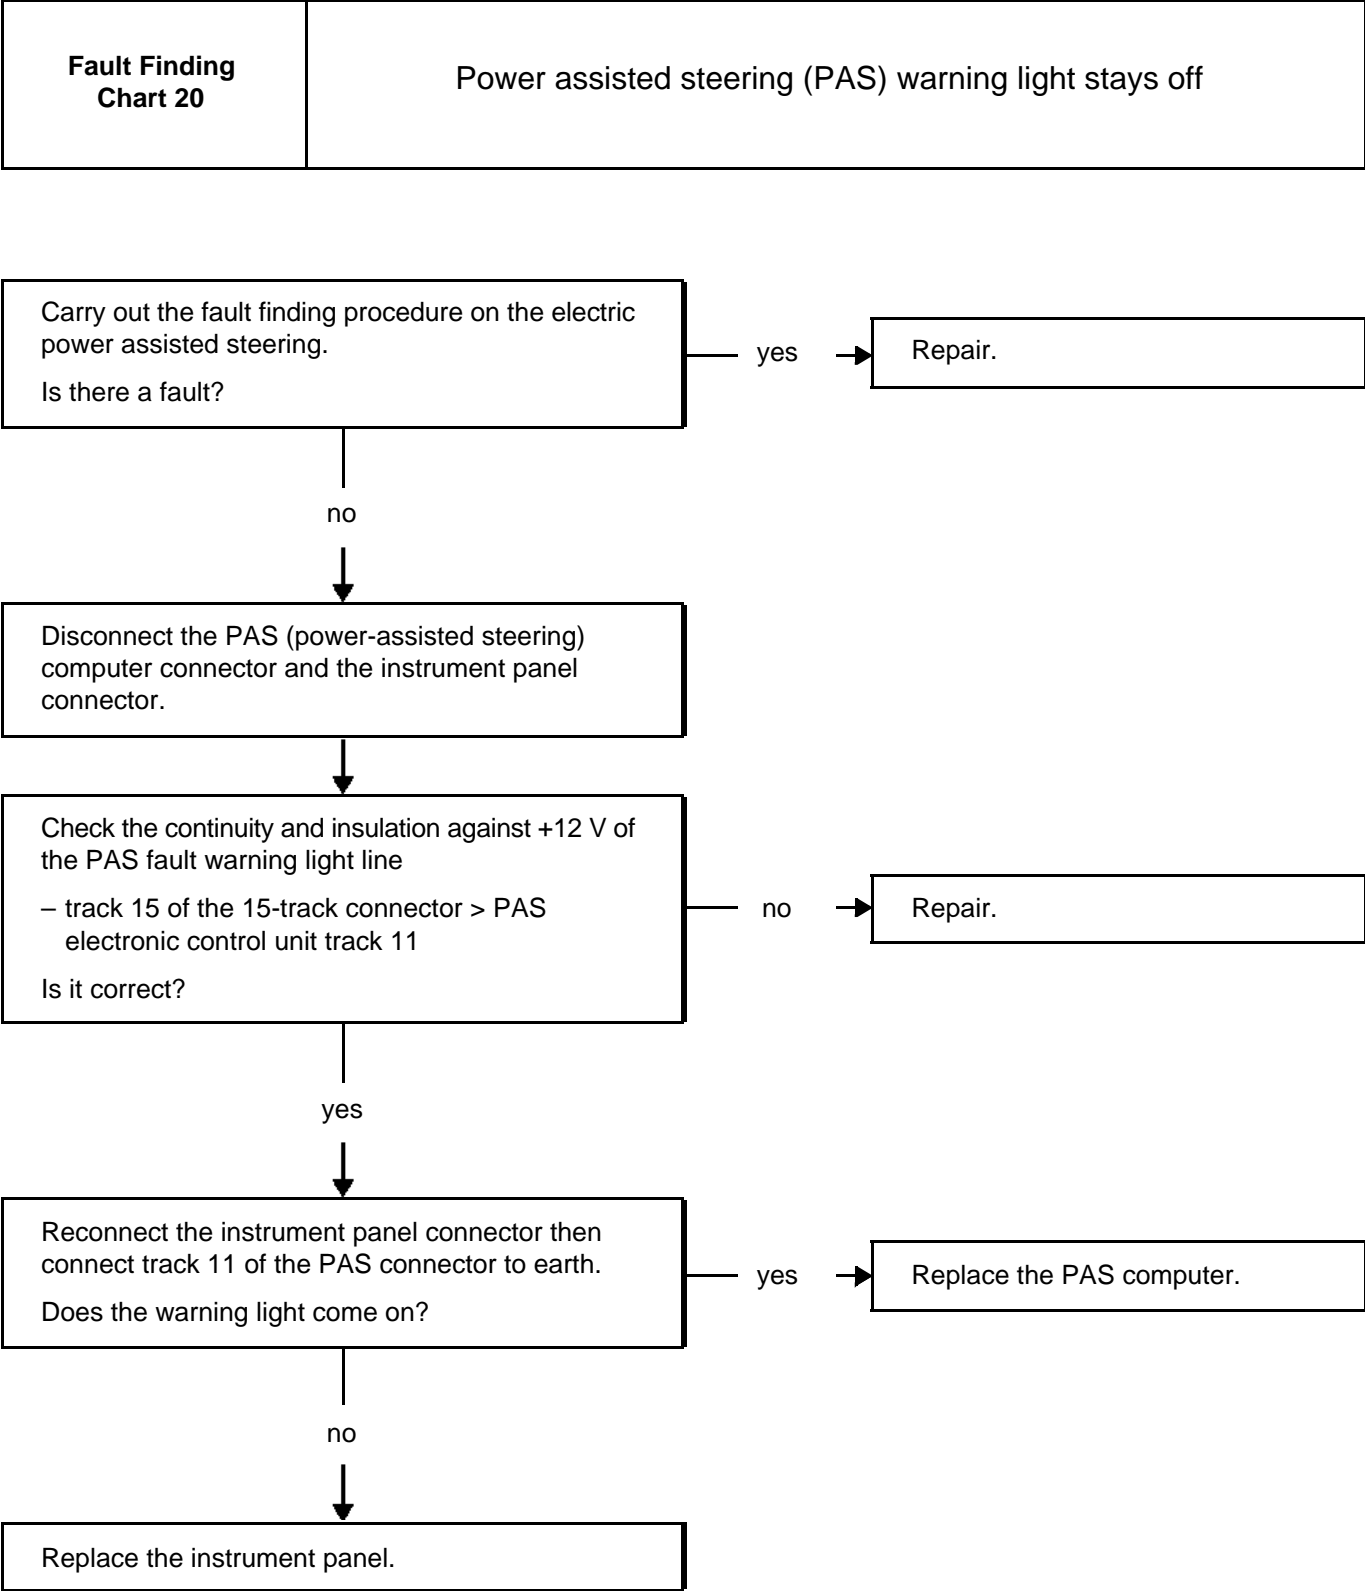 Fault Finding
Chart 20
Power assisted steering (PAS) warning light stays off
Carry out the fault finding procedure on the electric
power assisted steering.
Is there a fault?
yes
Repair.
no
Disconnect the PAS (power-assisted steering)
computer connector and the instrument panel
connector.
Check the continuity and insulation against +12 V of
the PAS fault warning light line
– track 15 of the 15-track connector > PAS
electronic control unit track 11
Is it correct?
no
Repair.
yes
Reconnect the instrument panel connector then
connect track 11 of the PAS connector to earth.
Does the warning light come on?
yes
Replace the PAS computer.
no
Replace the instrument panel.